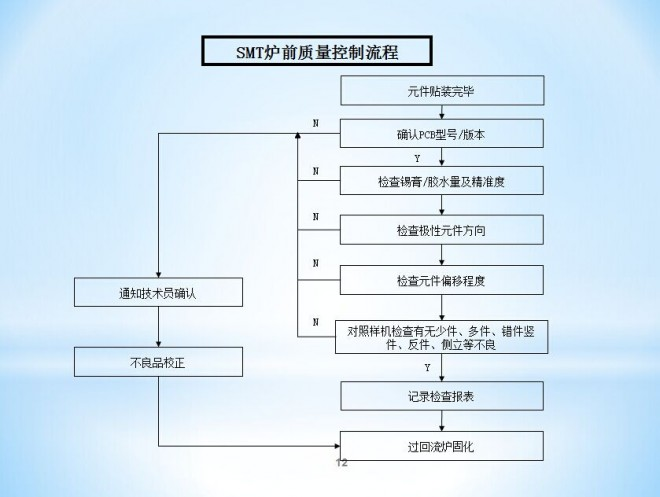 SMT炉前质量控制流程
元件贴装完毕
N
确认PCB型号/版本
Y
N
检查锡膏/胶水量及精准度
N
检查极性元件方向
N
检查元件偏移程度
通知技术员确认
N
对照样机检查有无少件、多件、错件竖
件、反件、侧立等不良
不良品校正
Y
记录检查报表
过回流炉固化
12